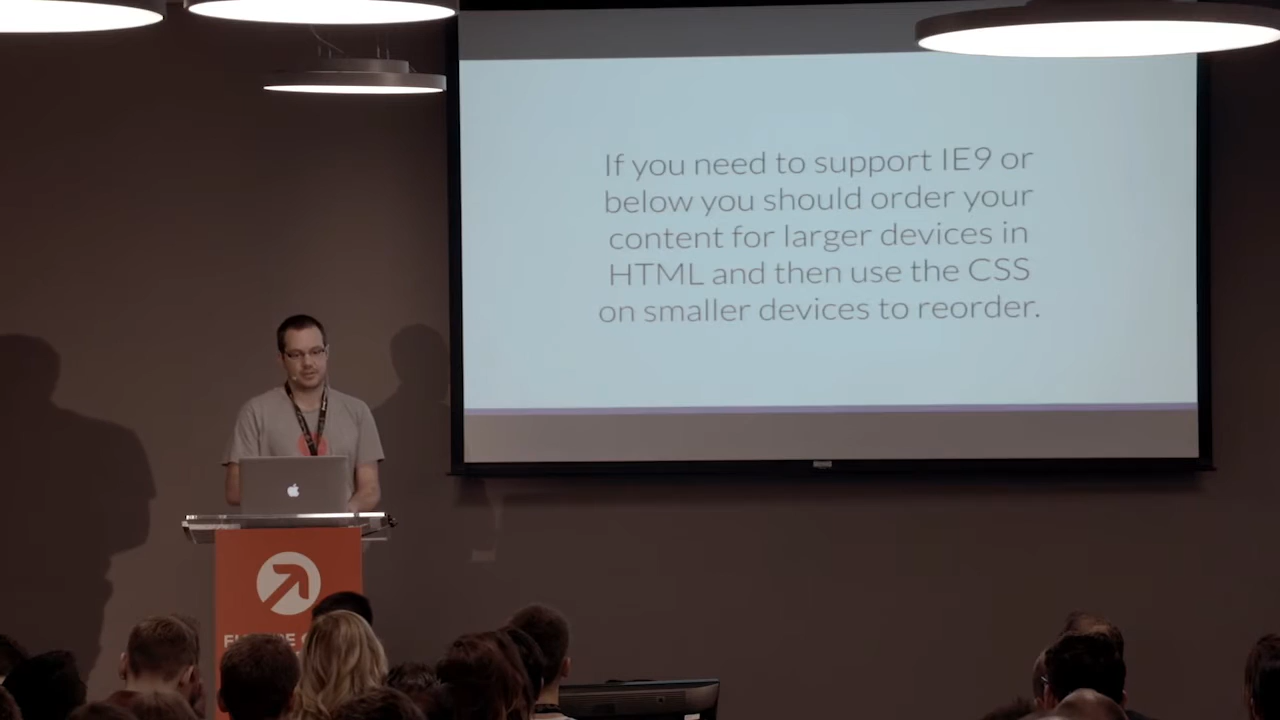 If you need to support IE9 or
below you should order your
content for larger devices in
HTML and then use the CSS
on smaller devices to reorder.